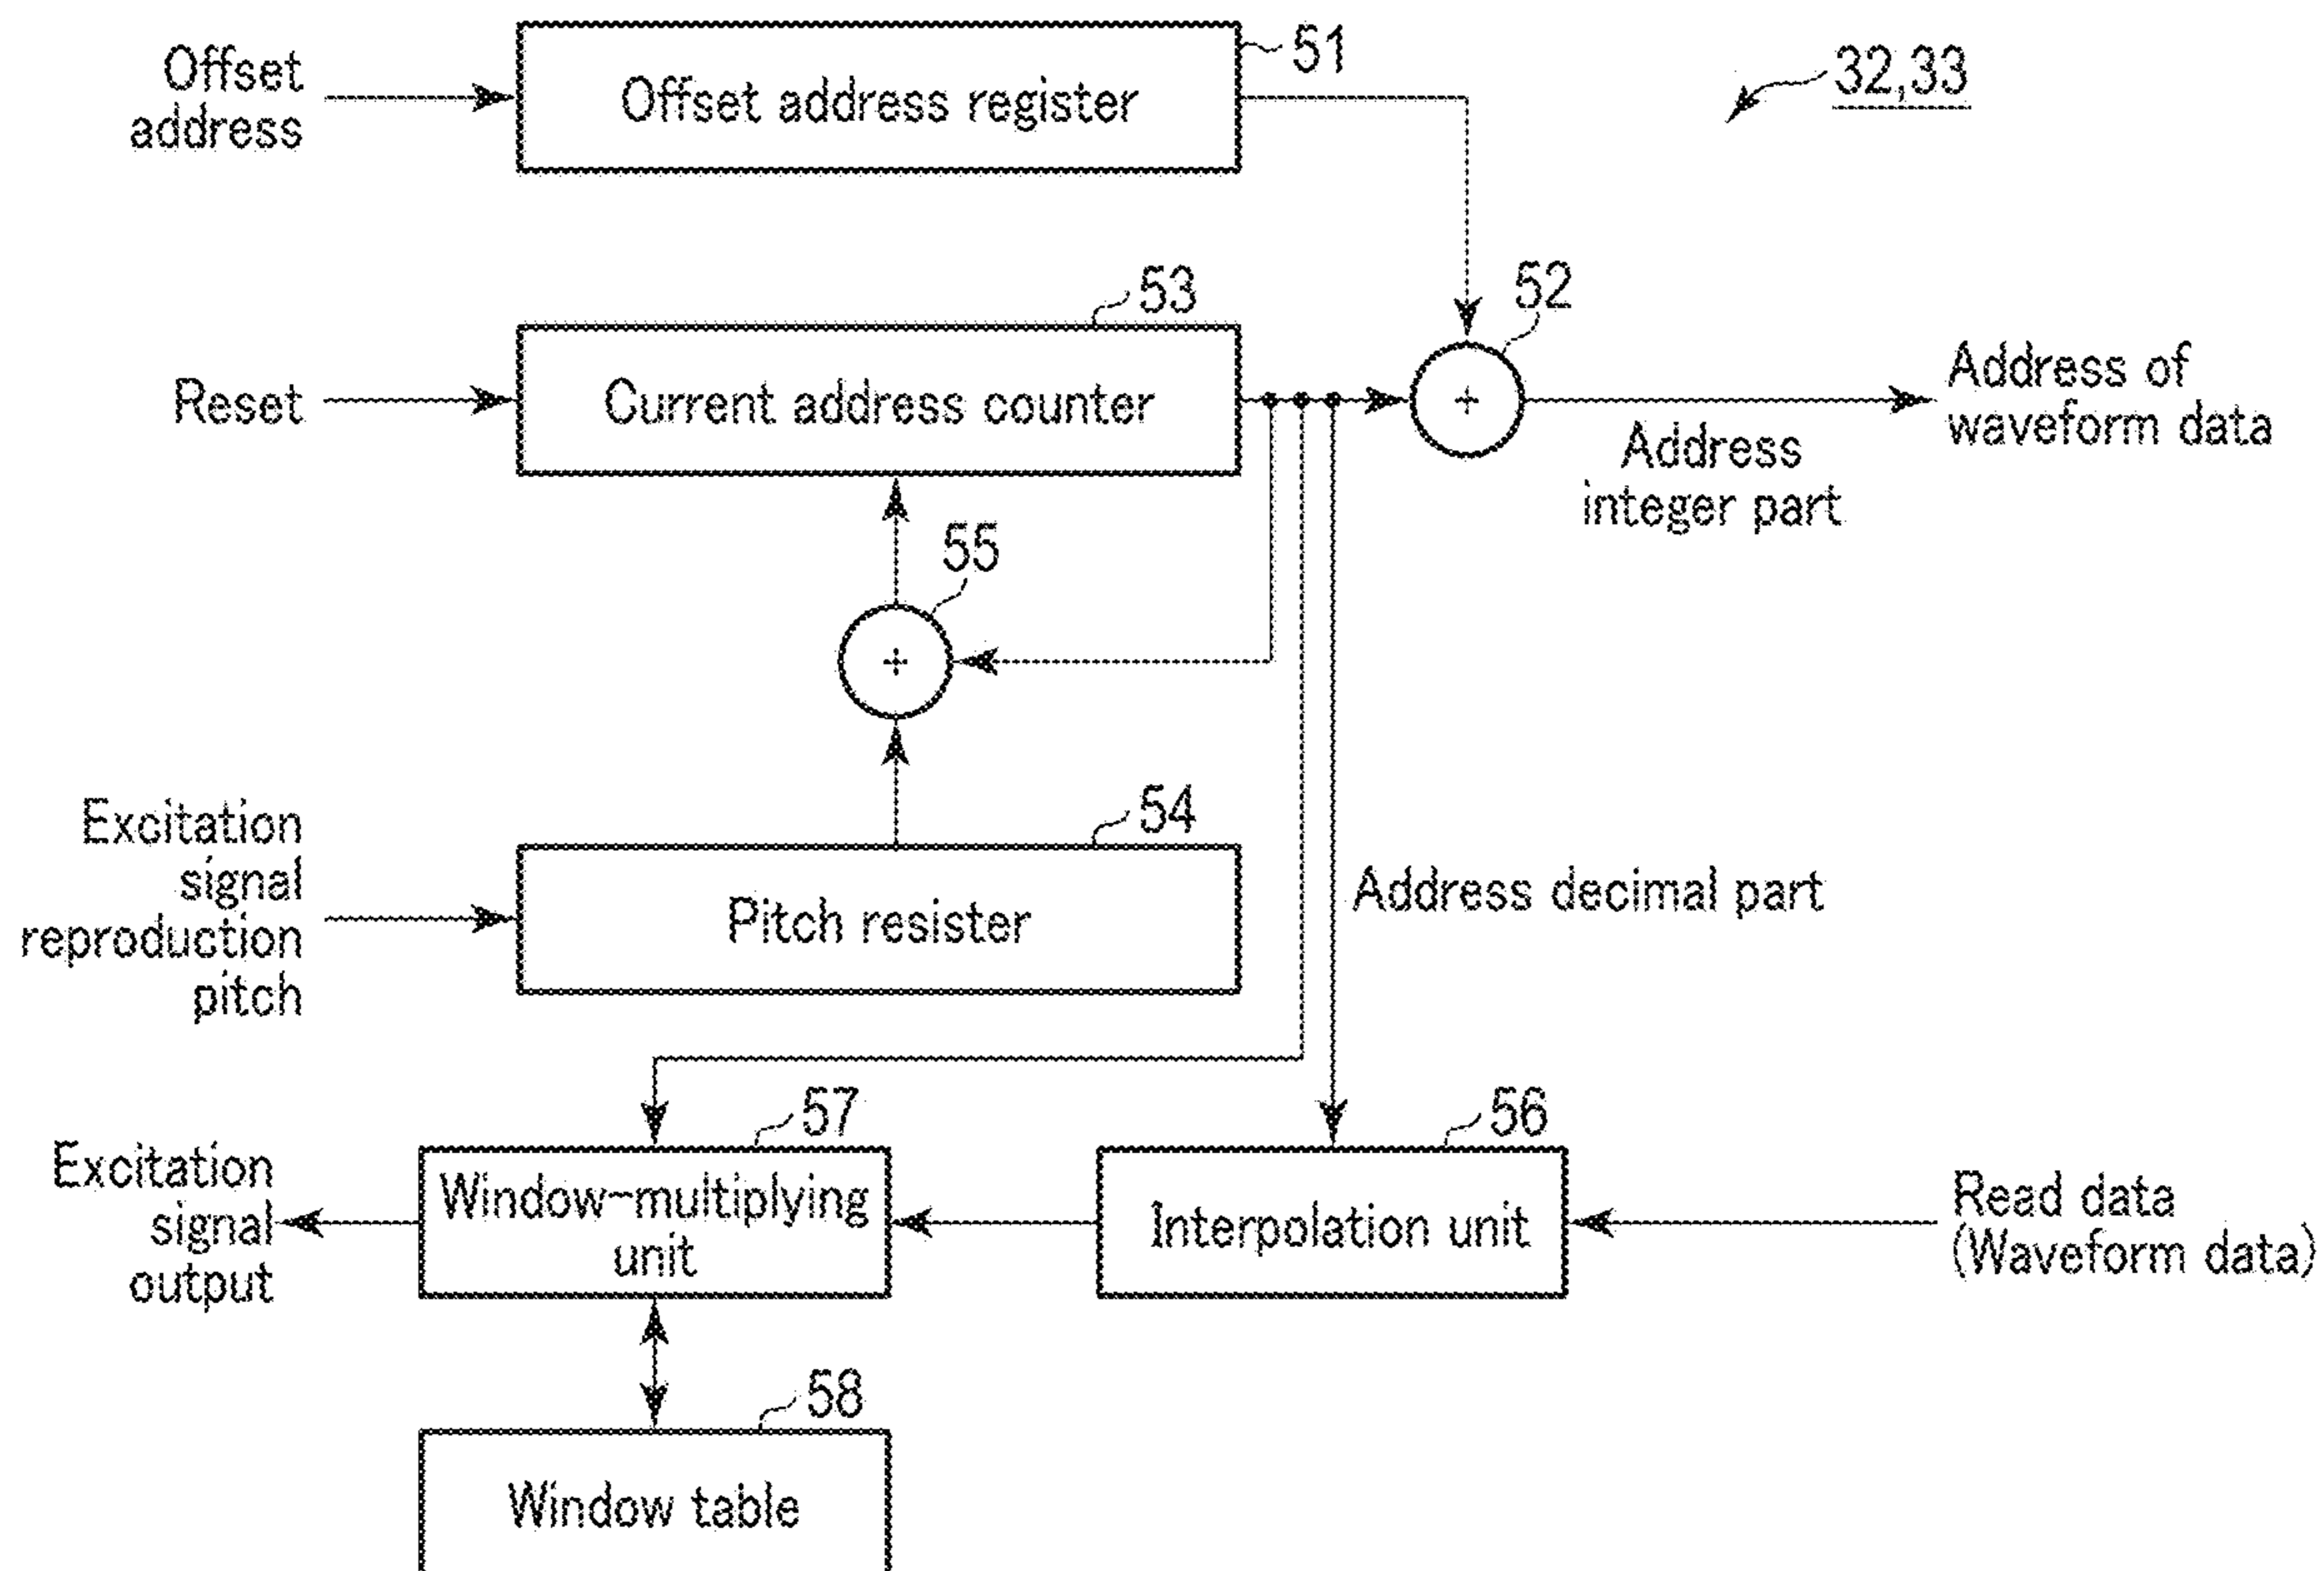 Offset
address
Offset address register
51
32,33
53
52
Reset
Current address counter
+
Address of
waveform data
Address
integer part
55
+
54
Excitation
signal
reproduction
pitch
Pitch resister
Address decimal part
57
56
Excitation
signal
output
Window-multiplying
unit
Interpolation unit
Read data
(Waveform data)
58
Window table